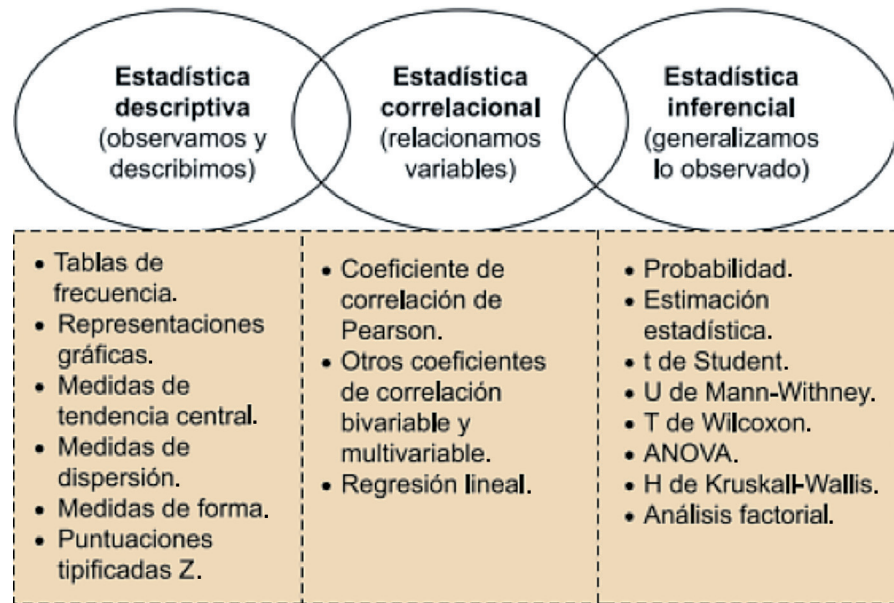 Estadística
descriptiva
(observamos y
describimos)
Estadística
correlacional
(relacionamos
variables)
Estadística
inferencial
(generalizamos
lo observado)
• Tablas de
frecuencia.
• Representaciones
gráficas.
• Medidas de
tendencia central.
• Medidas de
dispersión.
• Medidas de forma.
• Puntuaciones
tipificadas Z.
• Coeficiente de
correlación de
Pearson.
• Otros coeficientes
de correlación
bivariable y
multivariable.
• Regresión lineal.
• Probabilidad.
• Estimación
estadística.
• t de Student.
• U de Mann-Withney.
• T de Wilcoxon.
• ANOVA.
• H de Kruskall-Wallis.
• Análisis factorial.